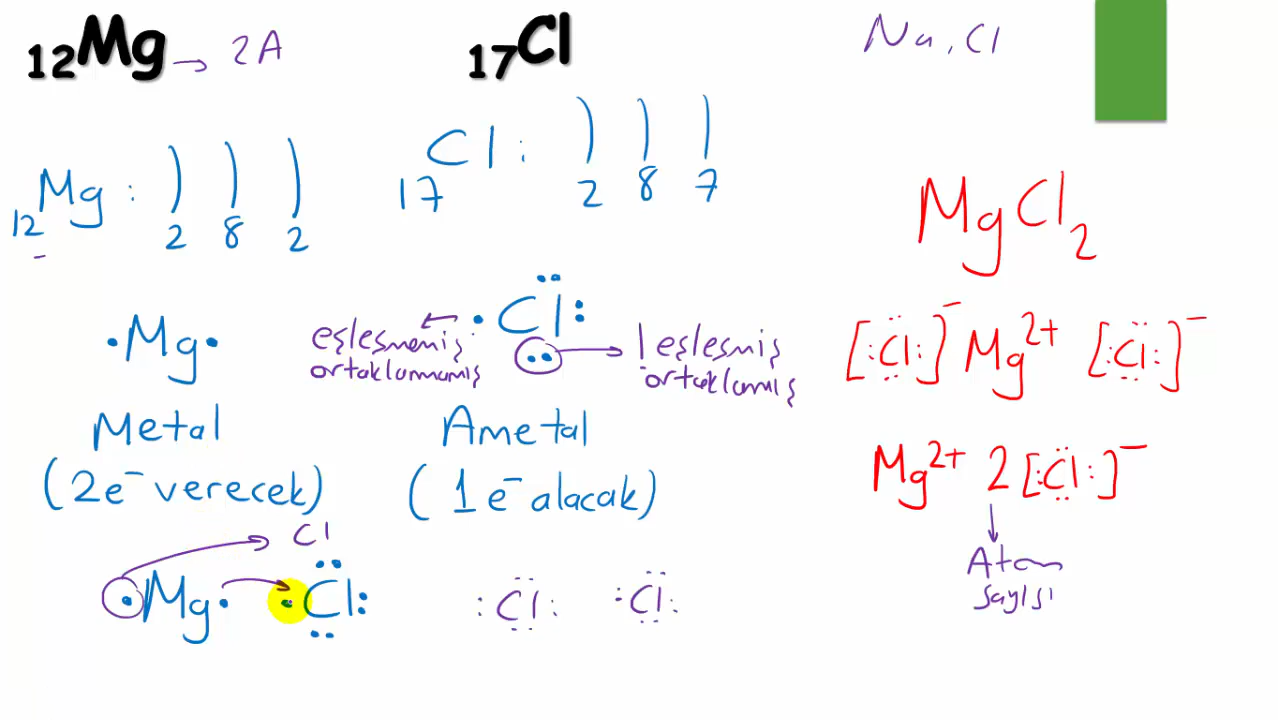 12Mg → 2A
17Cl
Na, Cl
12Mg : ) ) )
2 8 2
17Cl : ) ) )
2 8 7
MgCl2
·Mg·
Cl
eşleşmemiş
ortaklanmamış
1 eşleşmiş
ortaklanmış
[:Cl:]⁻ Mg2+ [:Cl:]⁻
Metal
(2e⁻ verecek)
Ametal
(1e⁻ alacak)
Mg2+ 2[:Cl:]⁻
Atom
sayısı
Cl
·Mg· ·Cl:
:Cl: :Cl: